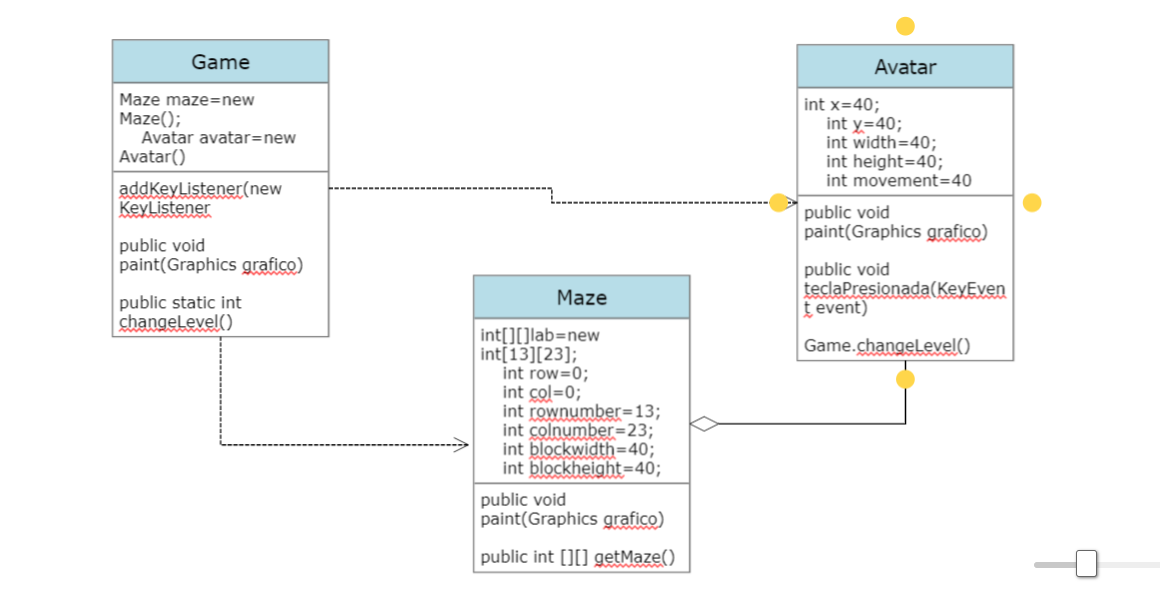 Game
Maze maze=new
Maze();
Avatar avatar=new
Avatar()
addKeyListener(new
KeyListener
public void
paint(Graphics grafico)
public static int
changeLevel()
Maze
int[][]lab=new
int[13][23];
int row=0;
int col=0;
int rownumber=13;
int colnumber=23;
int blockwidth=40;
int blockheight=40;
public void
paint(Graphics grafico)
public int [][] getMaze()
Avatar
int x=40;
int y=40;
int width=40;
int height=40;
int movement=40
public void
paint(Graphics grafico)
public void
teclaPresionada(KeyEven
t event)
Game.changeLevel()